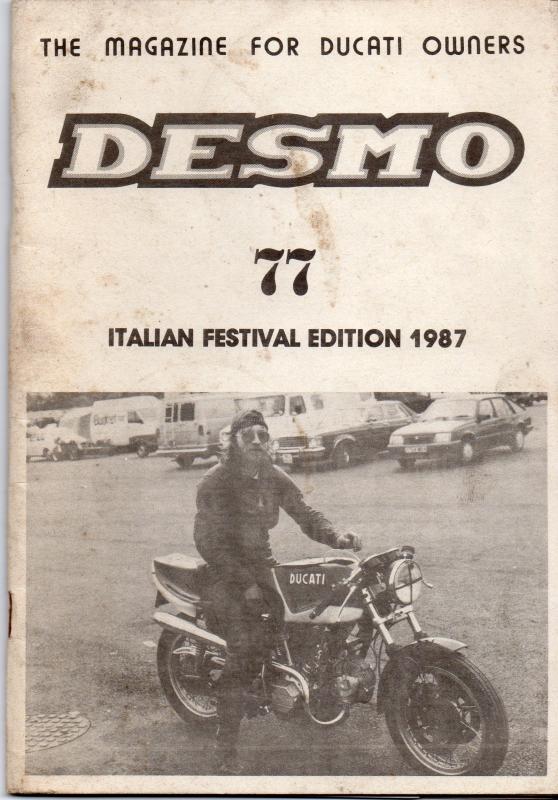 THE MAGAZINE FOR DUCATI OWNERS
DESMO
77
ITALIAN FESTIVAL EDITION 1987
DUCATI